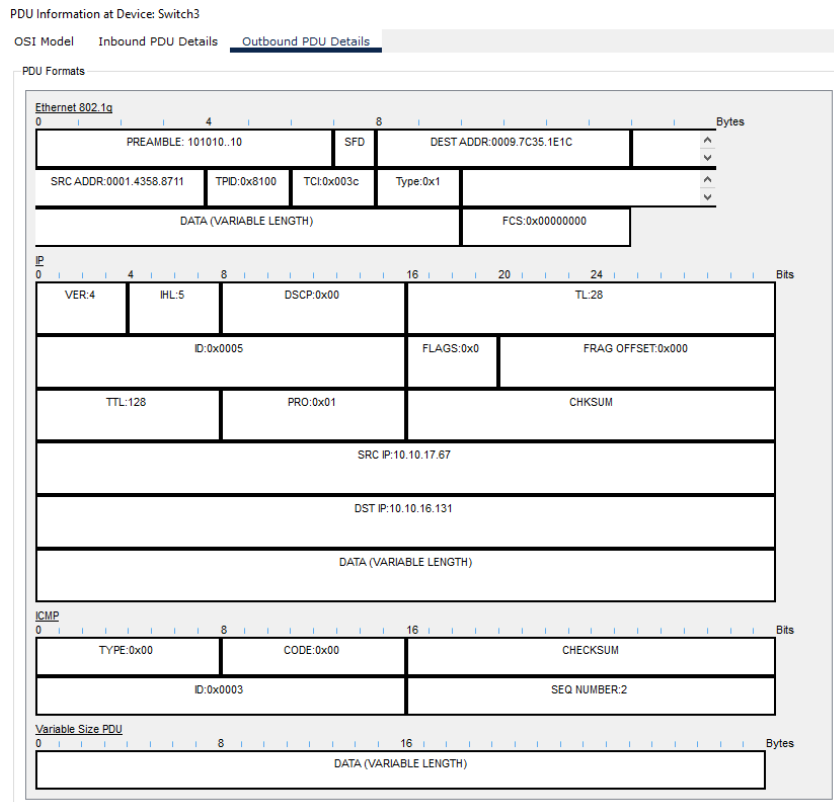 PDU Information at Device: Switch3
OSI Model Inbound PDU Details Outbound PDU Details
PDU Formats
Ethernet 802.1q
0 4 8 Bytes
PREAMBLE: 101010..10 SFD DEST ADDR:0009.7C35.1E1C
SRC ADDR:0001.4358.8711 TPID:0x8100 TCI:0x003c Type:0x1
DATA (VARIABLE LENGTH) FCS:0x00000000
IP
0 4 8 16 20 24 Bits
VER:4 IHL:5 DSCP:0x00 TL:28
ID:0x0005 FLAGS:0x0 FRAG OFFSET:0x000
TTL:128 PRO:0x01 CHKSUM
SRC IP:10.10.17.67
DST IP:10.10.16.131
DATA (VARIABLE LENGTH)
ICMP
0 8 16 Bits
TYPE:0x00 CODE:0x00 CHECKSUM
ID:0x0003 SEQ NUMBER:2
Variable Size PDU
0 8 16 Bytes
DATA (VARIABLE LENGTH)